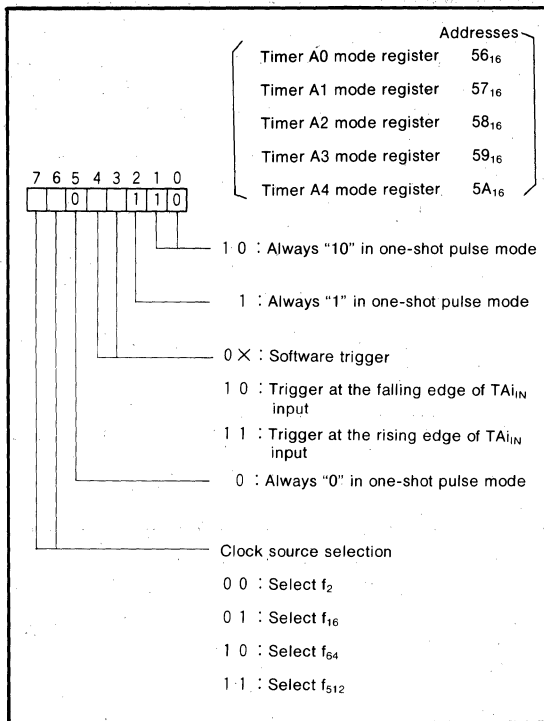 Addresses
Timer A0 mode register 56₁₆
Timer A1 mode register 57₁₆
Timer A2 mode register 58₁₆
Timer A3 mode register 59₁₆
Timer A4 mode register 5A₁₆
7 6 5 4 3 2 1 0
0 1 1 0
1 0 : Always “10” in one-shot pulse mode
1 : Always “1” in one-shot pulse mode
0 × : Software trigger
1 0 : Trigger at the falling edge of TAi_IN
input
1 1 : Trigger at the rising edge of TAi_IN
input
0 : Always “0” in one-shot pulse mode
Clock source selection
0 0 : Select f₂
0 1 : Select f₁₆
1 0 : Select f₆₄
1 1 : Select f₅₁₂